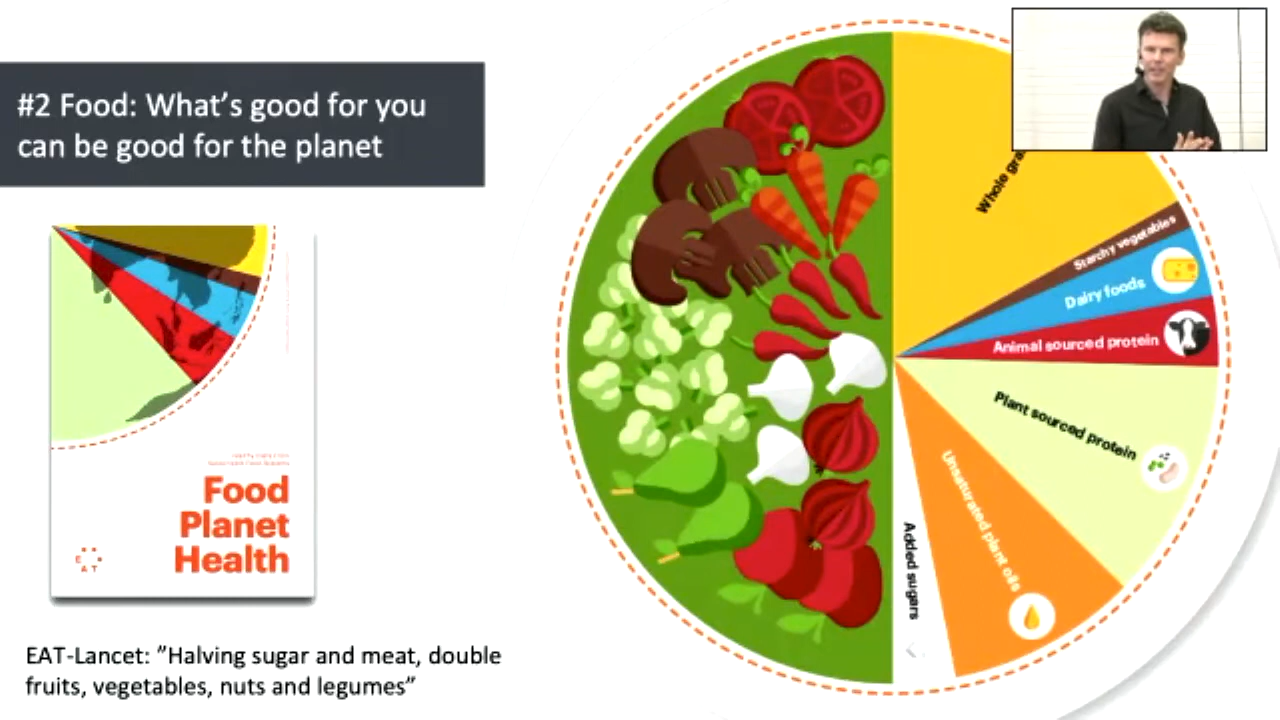 #2 Food: What's good for you
can be good for the planet
Food
Planet
Health
EAT
EAT-Lancet: "Halving sugar and meat, double
fruits, vegetables, nuts and legumes"
Whole
Starchy vegetables
Dairy foods
Animal sourced protein
Plant sourced protein
Unsaturated plant oils
Added sugars